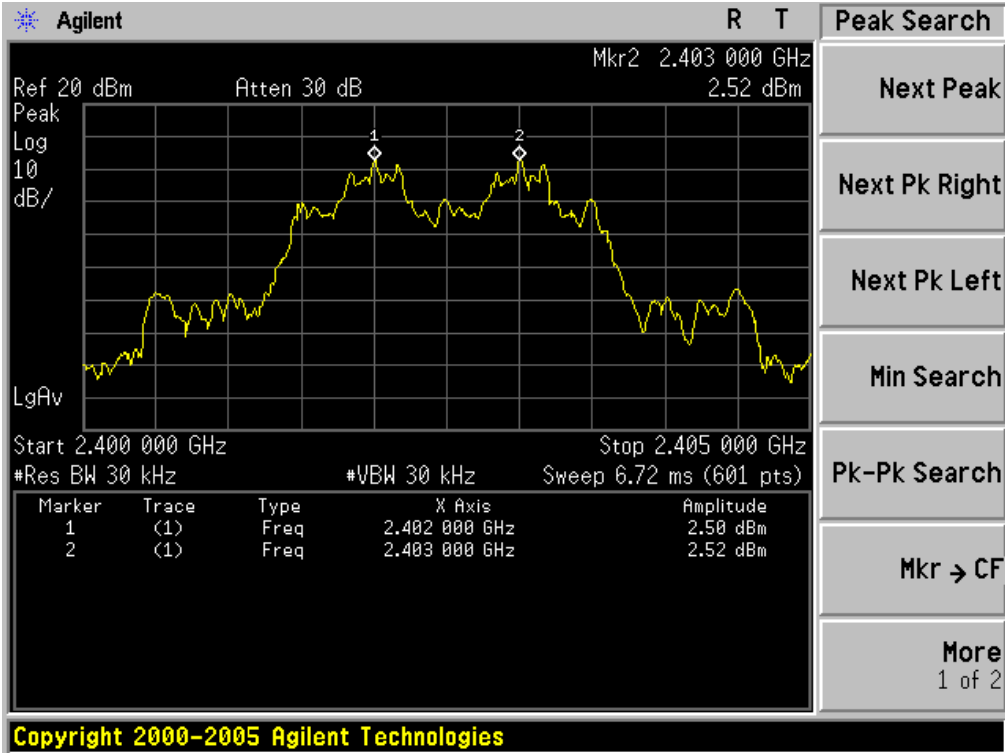 Agilent R T Peak Search
Mkr2 2.403 000 GHz
Ref 20 dBm Atten 30 dB 2.52 dBm
Peak
Log
10
dB/
1 2
LgAv
Start 2.400 000 GHz Stop 2.405 000 GHz
#Res BW 30 kHz #VBW 30 kHz Sweep 6.72 ms (601 pts)
Marker Trace Type X Axis Amplitude
1 (1) Freq 2.402 000 GHz 2.50 dBm
2 (1) Freq 2.403 000 GHz 2.52 dBm
Next Peak
Next Pk Right
Next Pk Left
Min Search
Pk-Pk Search
Mkr → CF
More
1 of 2
Copyright 2000-2005 Agilent Technologies